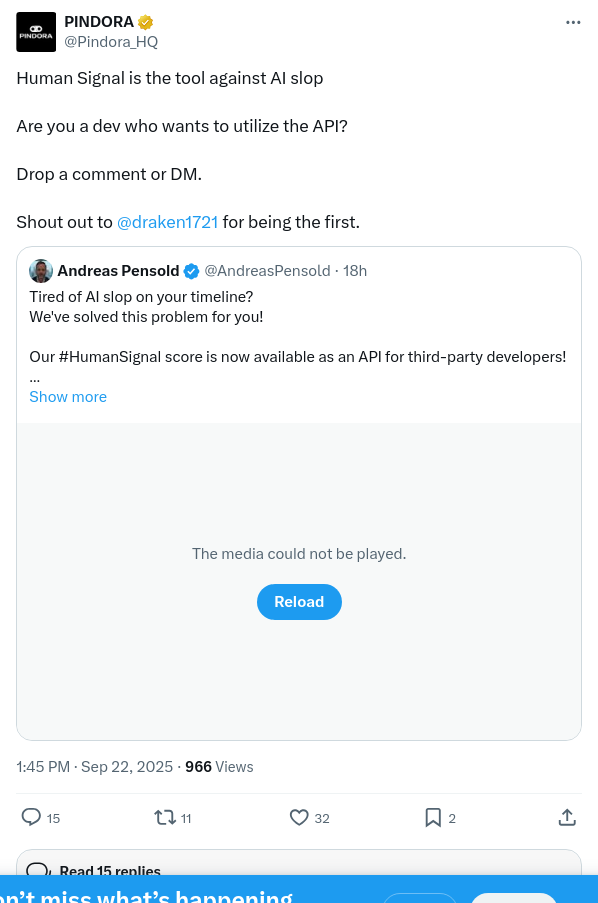 PINDORA
PINDORA
@Pindora_HQ
Human Signal is the tool against AI slop
Are you a dev who wants to utilize the API?
Drop a comment or DM.
Shout out to @draken1721 for being the first.
Andreas Pensold @AndreasPensold · 18h
Tired of AI slop on your timeline?
We've solved this problem for you!
Our #HumanSignal score is now available as an API for third-party developers!
...
Show more
The media could not be played.
Reload
1:45 PM · Sep 22, 2025 · 966 Views
15 11 32 2
Read 15 replies
on't miss what's happening